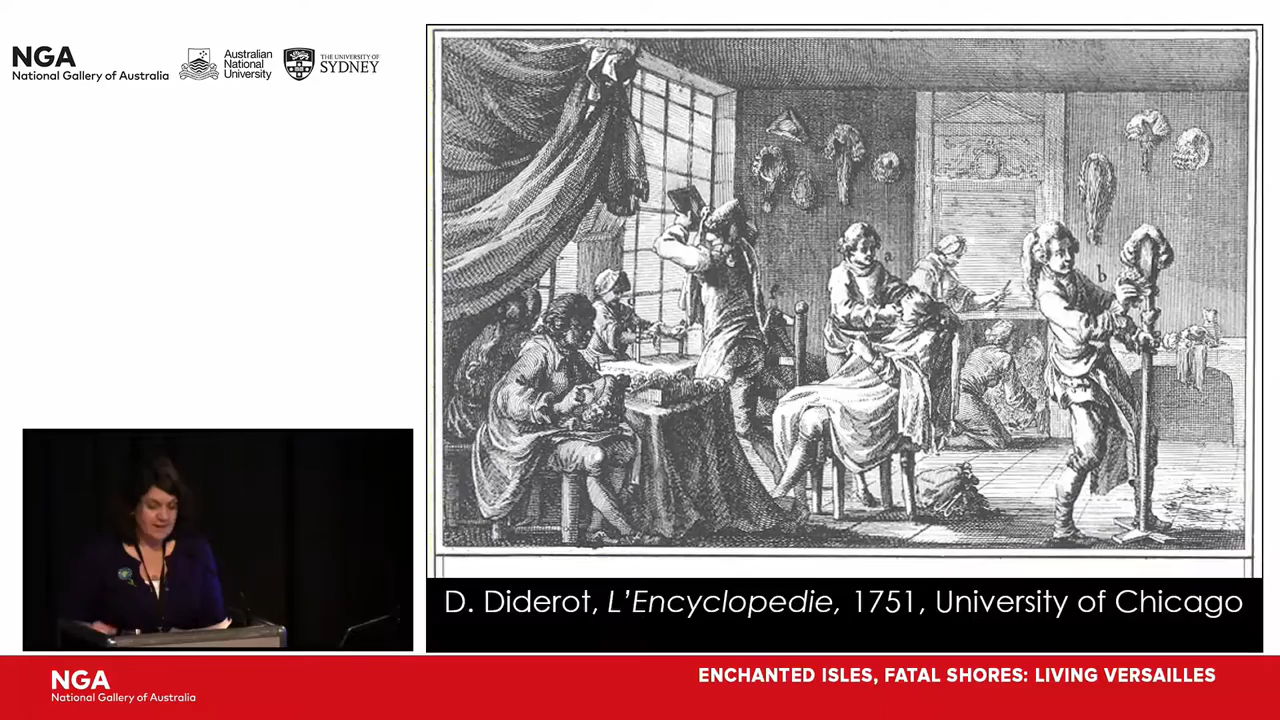 NGA
National Gallery of Australia
Australian
National
University
THE UNIVERSITY OF
SYDNEY
a
b
D. Diderot, L'Encyclopedie, 1751, University of Chicago
NGA
National Gallery of Australia
ENCHANTED ISLES, FATAL SHORES: LIVING VERSAILLES